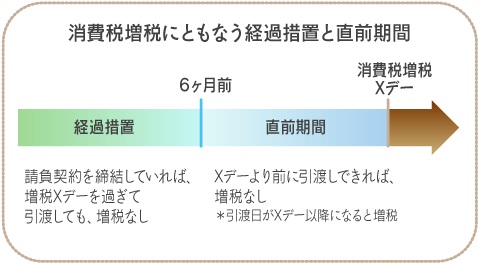 消費税増税にともなう経過措置と直前期間
消費税増税
Xデー
6ヶ月前
経過措置
直前期間
請負契約を締結していれば、
増税Xデーを過ぎて
引渡しても、増税なし
Xデーより前に引渡しできれば、
増税なし
＊引渡日がXデー以降になると増税